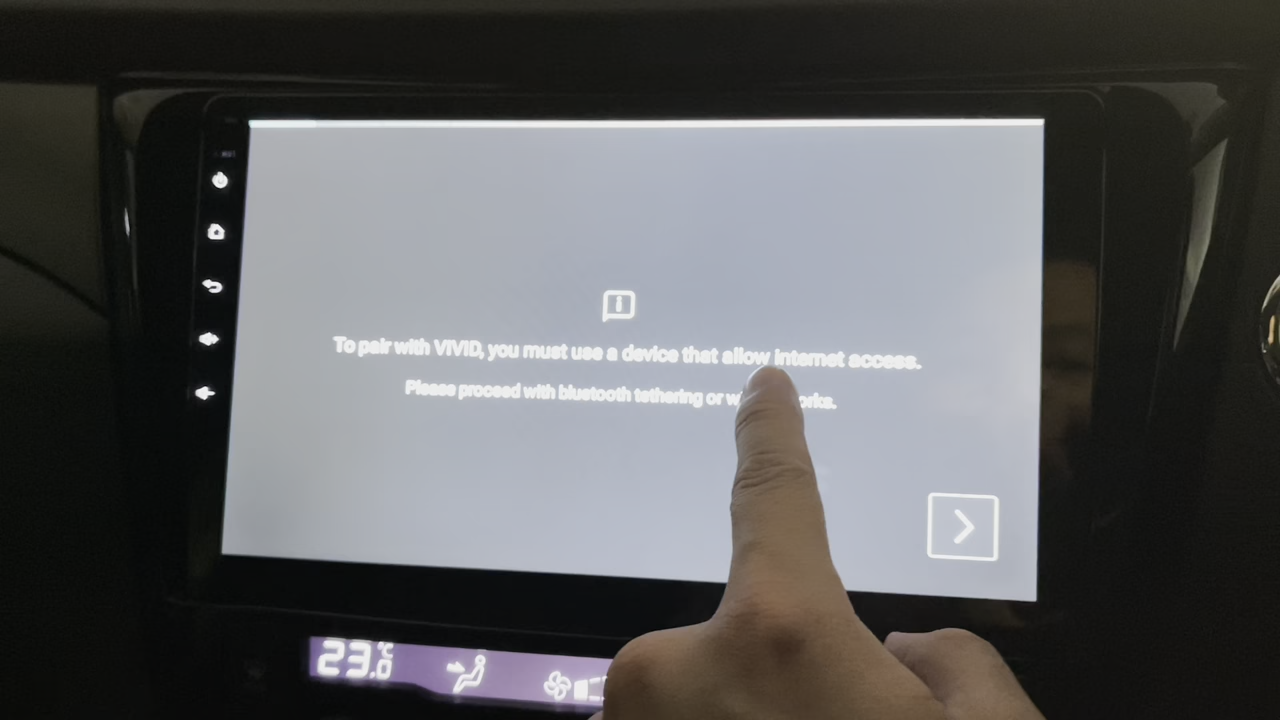 To pair with VIVID, you must use a device that allow internet access.
Please proceed with bluetooth tethering or
23.0 °C